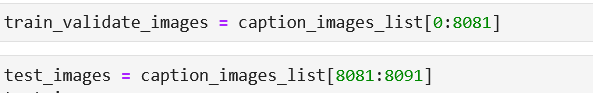 train_validate_images = caption_images_list[0:8081]
test_images = caption_images_list[8081:8091]